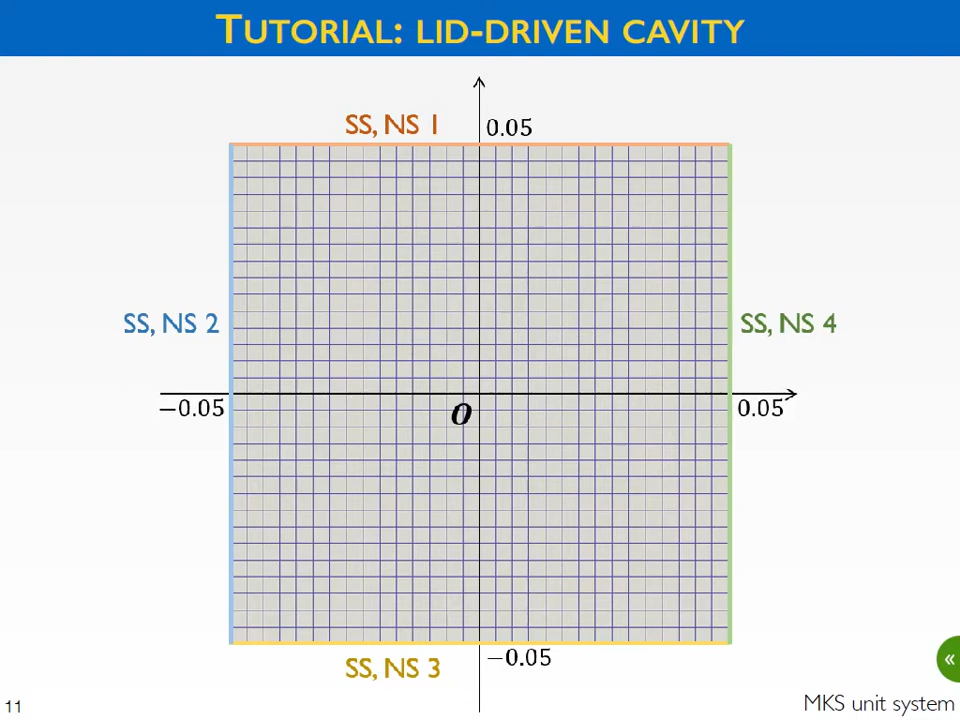 TUTORIAL: LID-DRIVEN CAVITY
SS, NS 1
0.05
SS, NS 2
SS, NS 4
−0.05
O
0.05
SS, NS 3
−0.05
«
11
MKS unit system